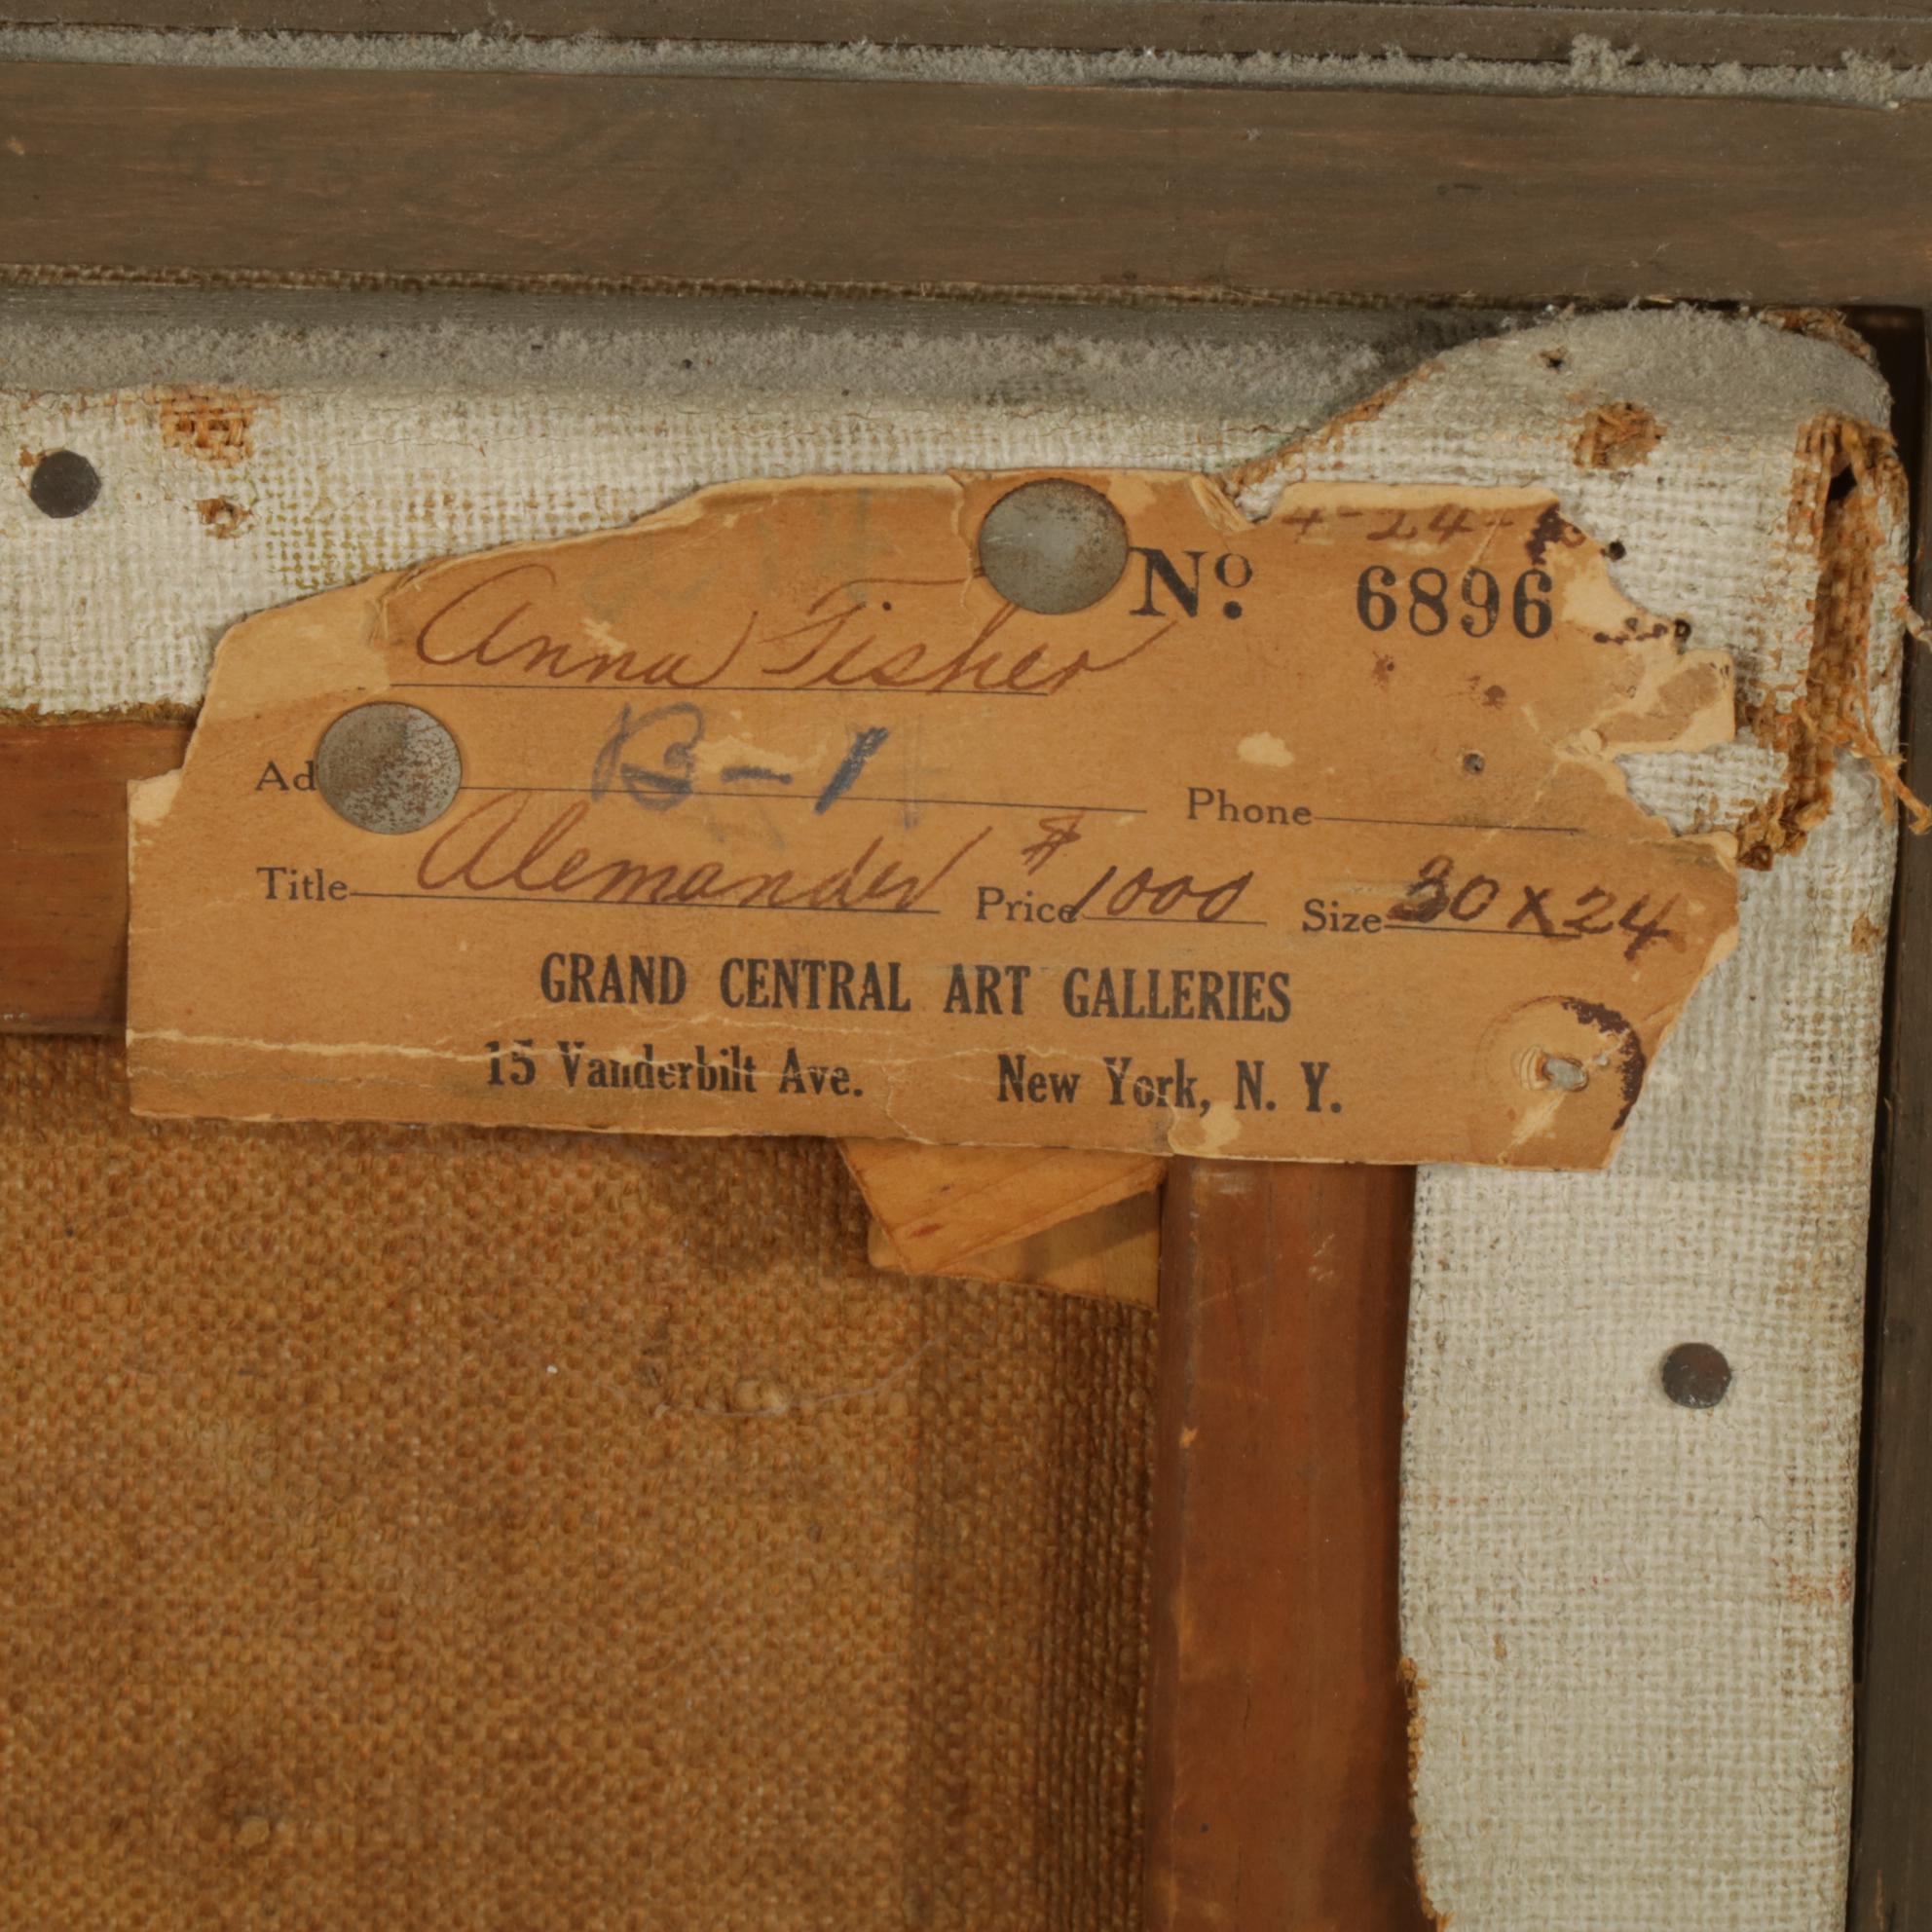 4-24-
Nº. 6896
Anna Fisher
Ad B-1 Phone
Title Alemander Price $1000 Size 30 x 24
GRAND CENTRAL ART GALLERIES
15 Vanderbilt Ave. New York, N. Y.